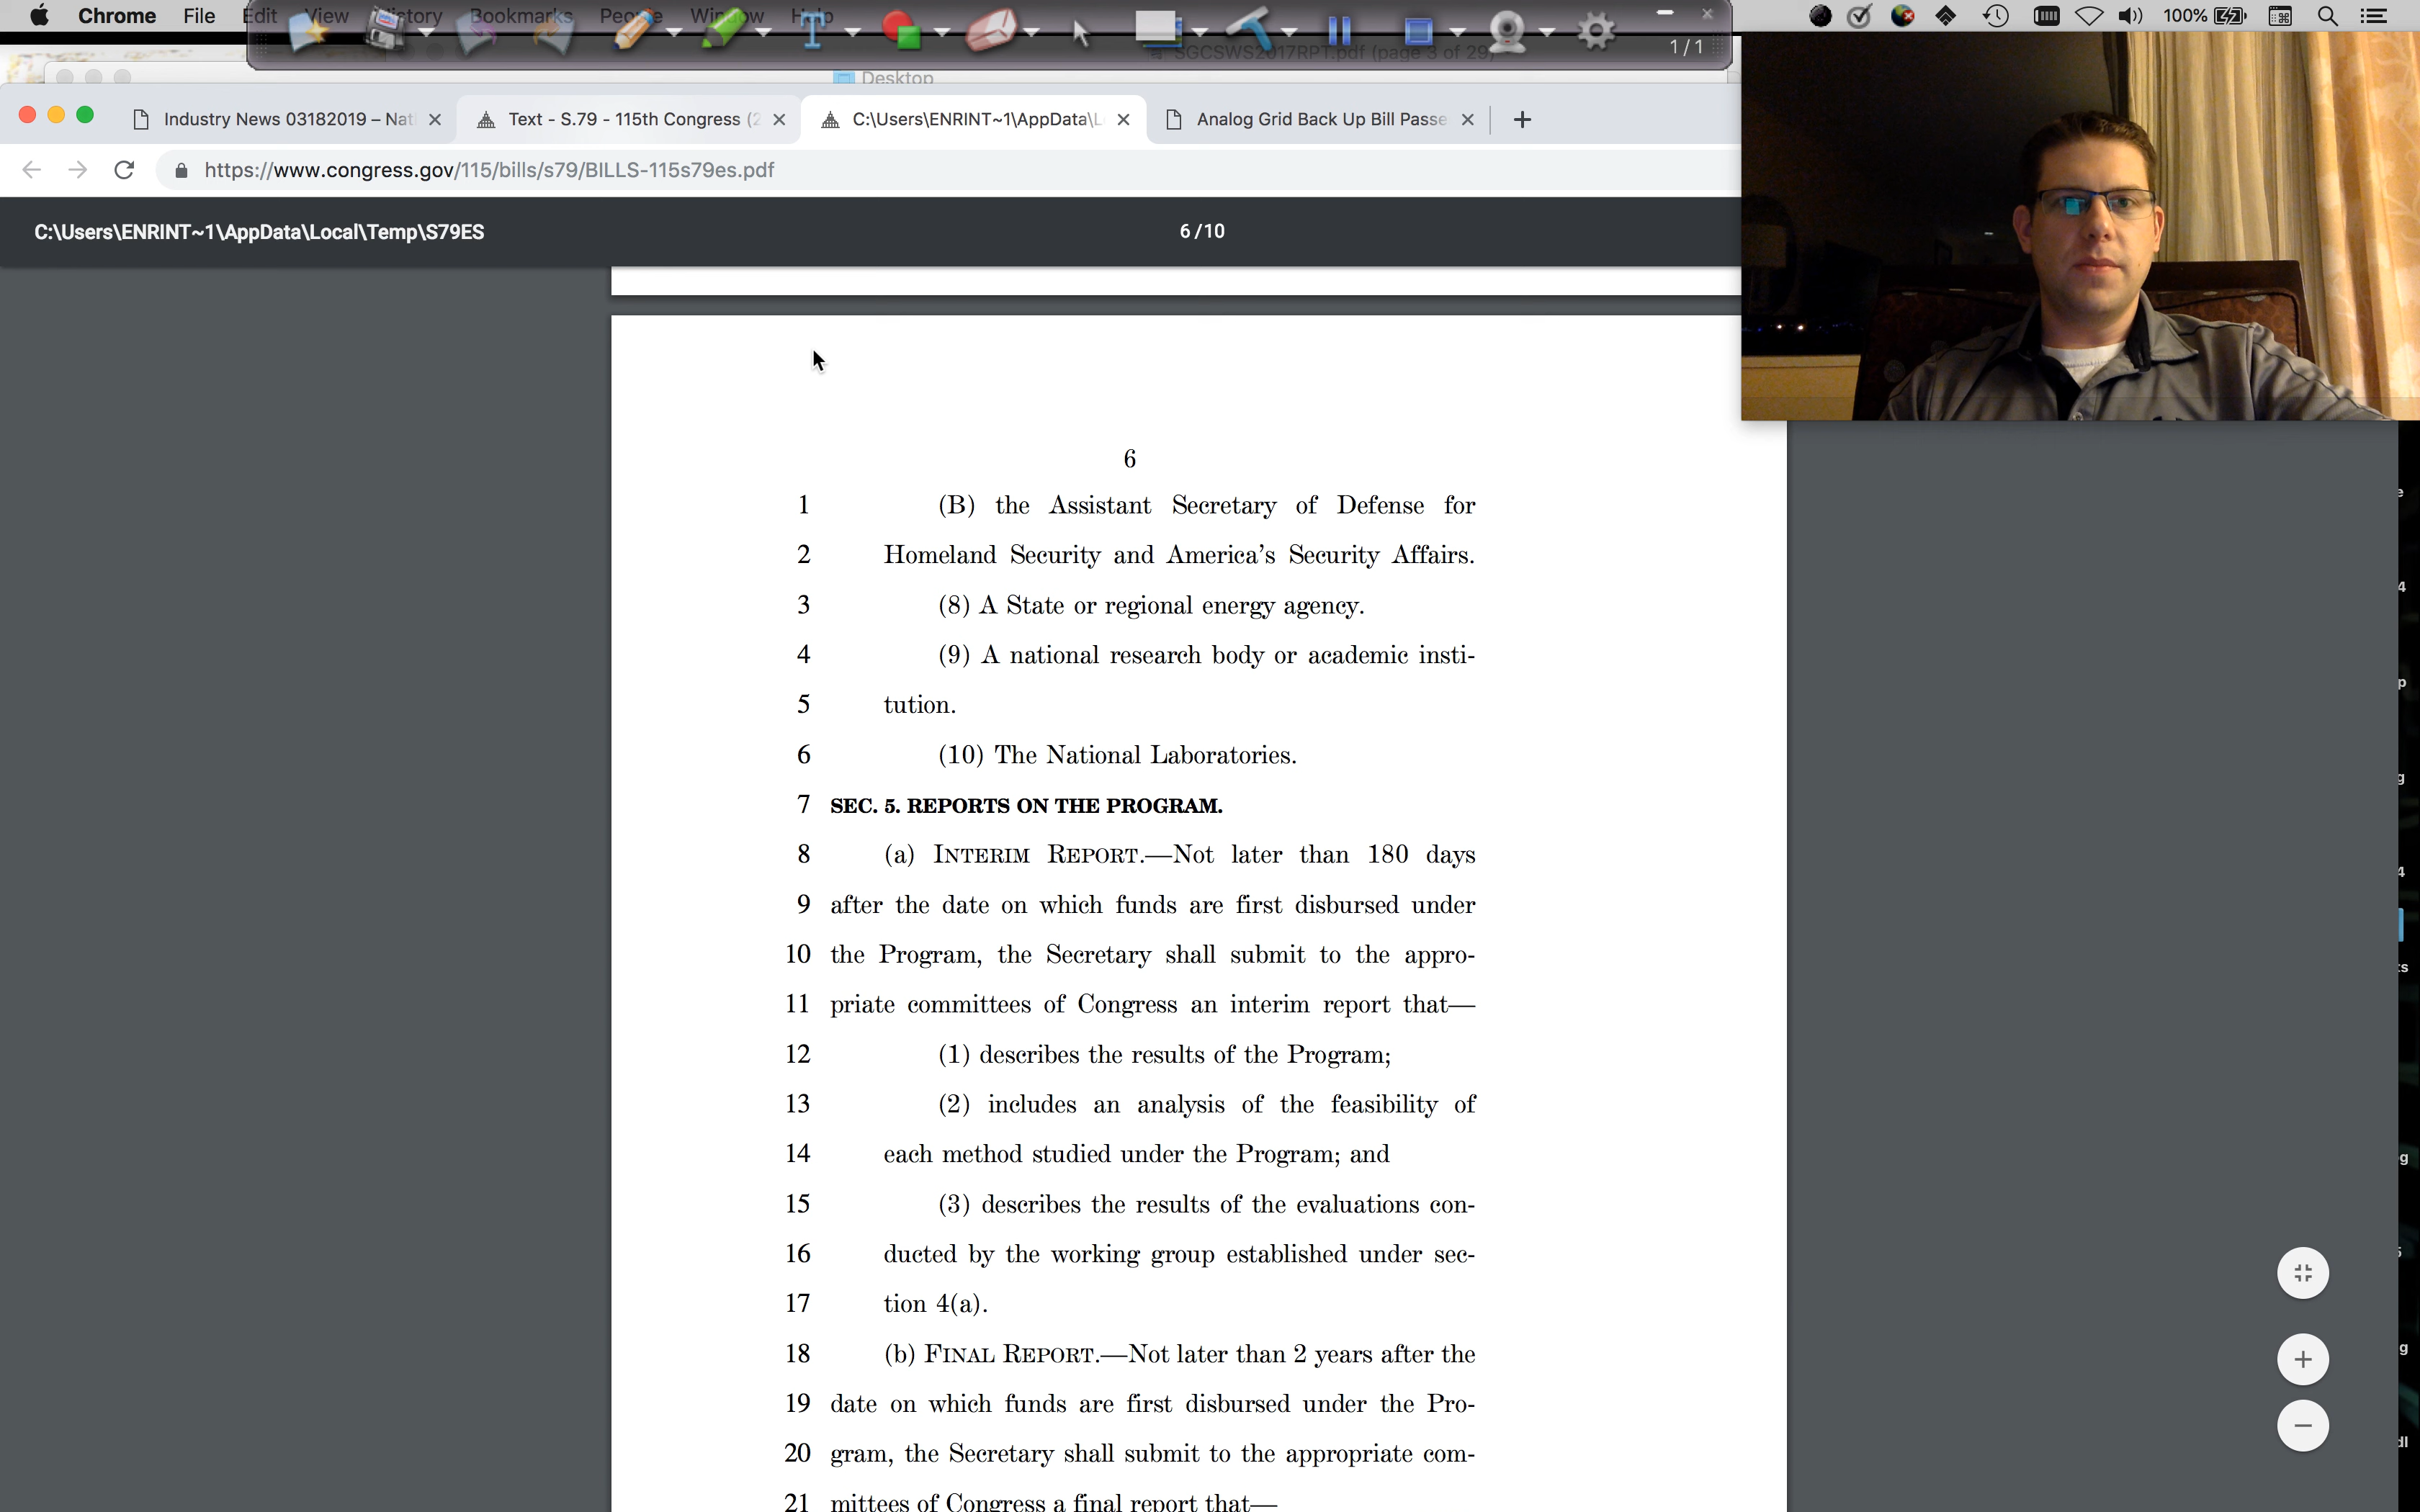 Chrome File Edit View History Bookmarks People Window Help
100%
1/1
SGCSWS2017RPT.pdf (page 3 of 29)
Desktop
Industry News 03182019 – Nat
Text - S.79 - 115th Congress (2
C:\Users\ENRINT~1\AppData\L
Analog Grid Back Up Bill Passe
https://www.congress.gov/115/bills/s79/BILLS-115s79es.pdf
C:\Users\ENRINT~1\AppData\Local\Temp\S79ES
6/10
6
1 (B) the Assistant Secretary of Defense for
2 Homeland Security and America's Security Affairs.
3 (8) A State or regional energy agency.
4 (9) A national research body or academic insti-
5 tution.
6 (10) The National Laboratories.
7 SEC. 5. REPORTS ON THE PROGRAM.
8 (a) INTERIM REPORT.—Not later than 180 days
9 after the date on which funds are first disbursed under
10 the Program, the Secretary shall submit to the appro-
11 priate committees of Congress an interim report that—
12 (1) describes the results of the Program;
13 (2) includes an analysis of the feasibility of
14 each method studied under the Program; and
15 (3) describes the results of the evaluations con-
16 ducted by the working group established under sec-
17 tion 4(a).
18 (b) FINAL REPORT.—Not later than 2 years after the
19 date on which funds are first disbursed under the Pro-
20 gram, the Secretary shall submit to the appropriate com-
21 mittees of Congress a final report that—